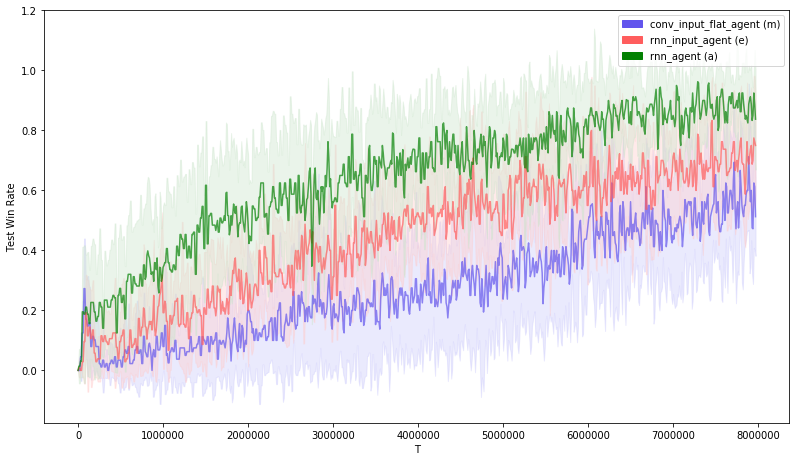 1.2
1.0
0.8
0.6
0.4
0.2
0.0
Test Win Rate
conv_input_flat_agent (m)
rnn_input_agent (e)
rnn_agent (a)
0 1000000 2000000 3000000 4000000 5000000 6000000 7000000 8000000
T